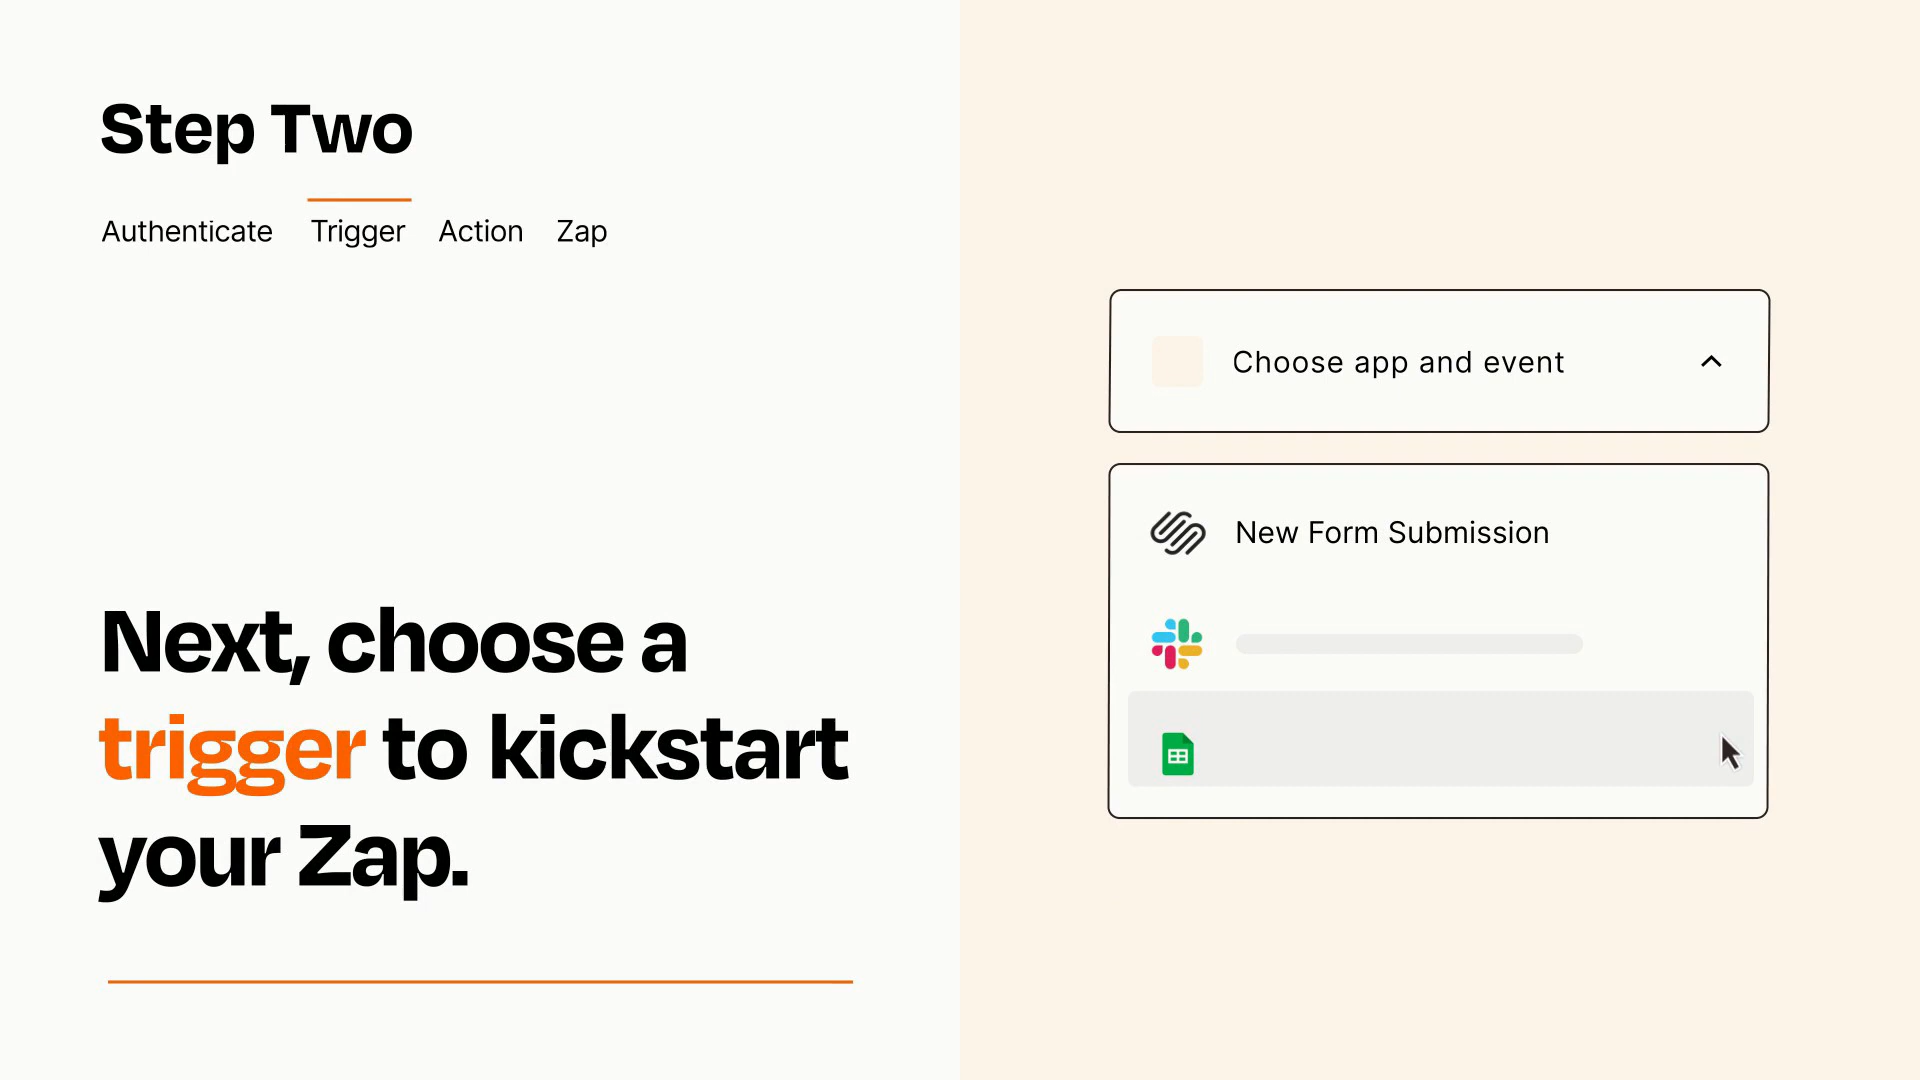 Step Two
Authenticate Trigger Action Zap
Next, choose a
trigger to kickstart
your Zap.
Choose app and event
New Form Submission